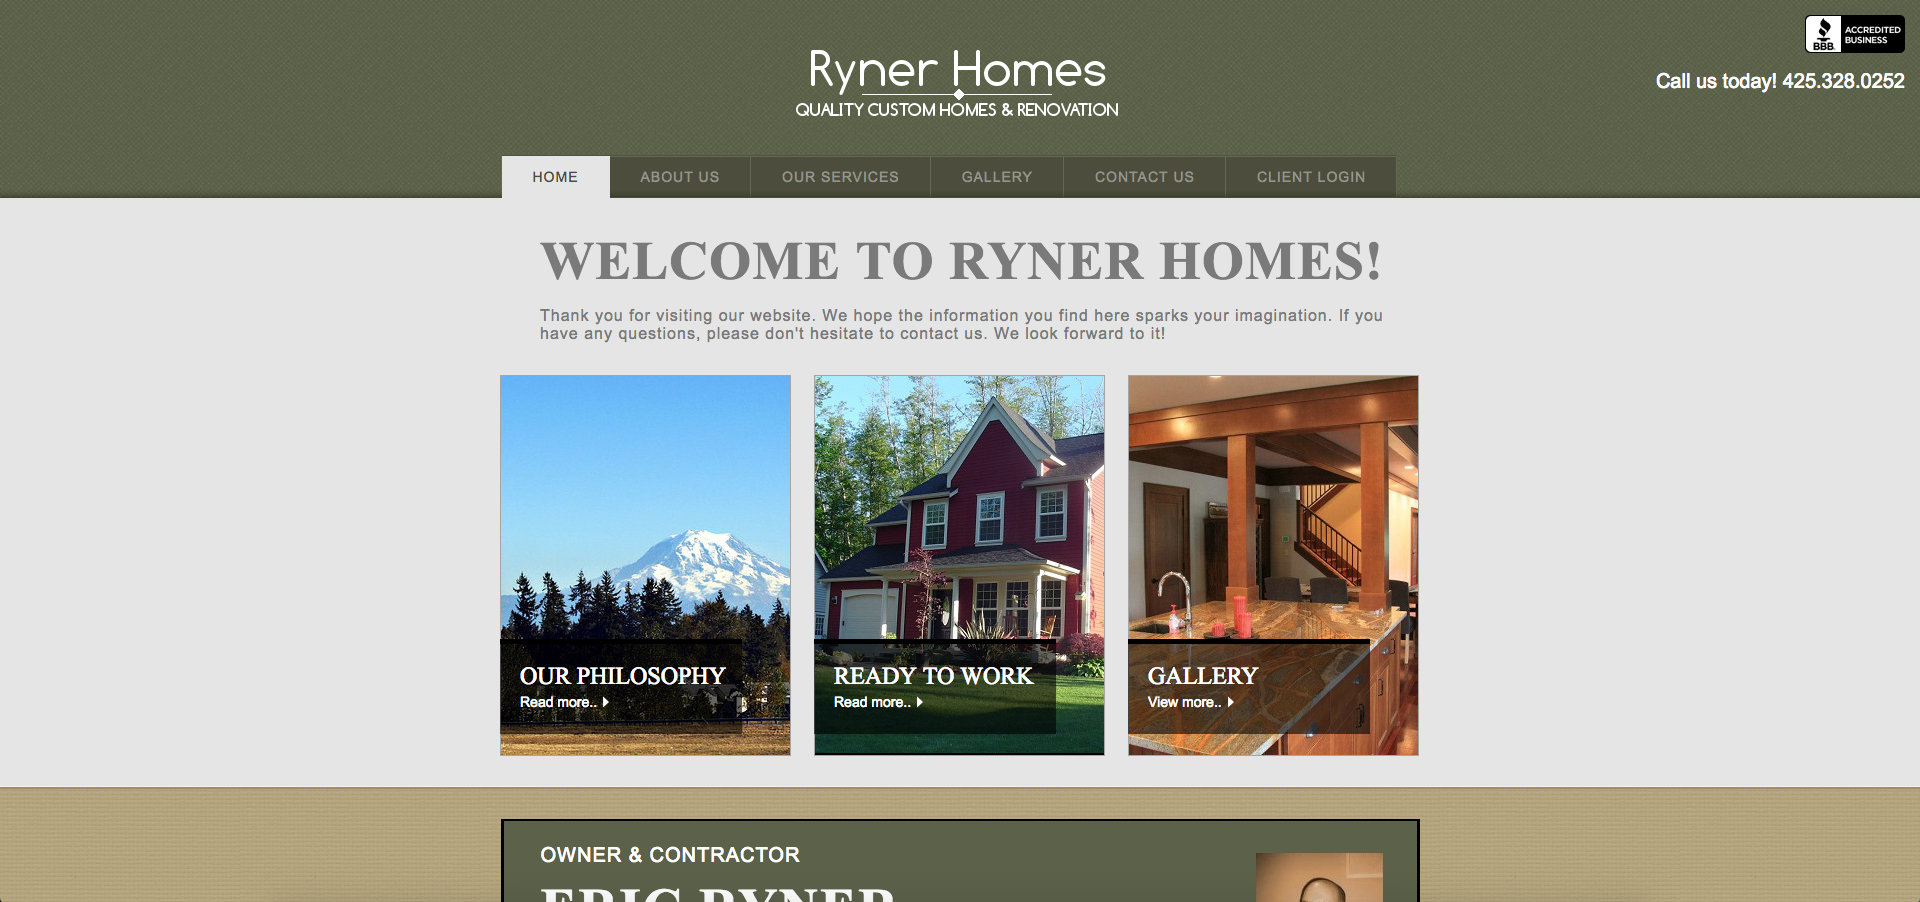 BBB.
ACCREDITED
BUSINESS
Ryner Homes
QUALITY CUSTOM HOMES & RENOVATION
Call us today! 425.328.0252
HOME
ABOUT US
OUR SERVICES
GALLERY
CONTACT US
CLIENT LOGIN
WELCOME TO RYNER HOMES!
Thank you for visiting our website. We hope the information you find here sparks your imagination. If you
have any questions, please don't hesitate to contact us. We look forward to it!
OUR PHILOSOPHY
Read more..
READY TO WORK
Read more..
GALLERY
View more..
OWNER & CONTRACTOR
ERIC RYNER